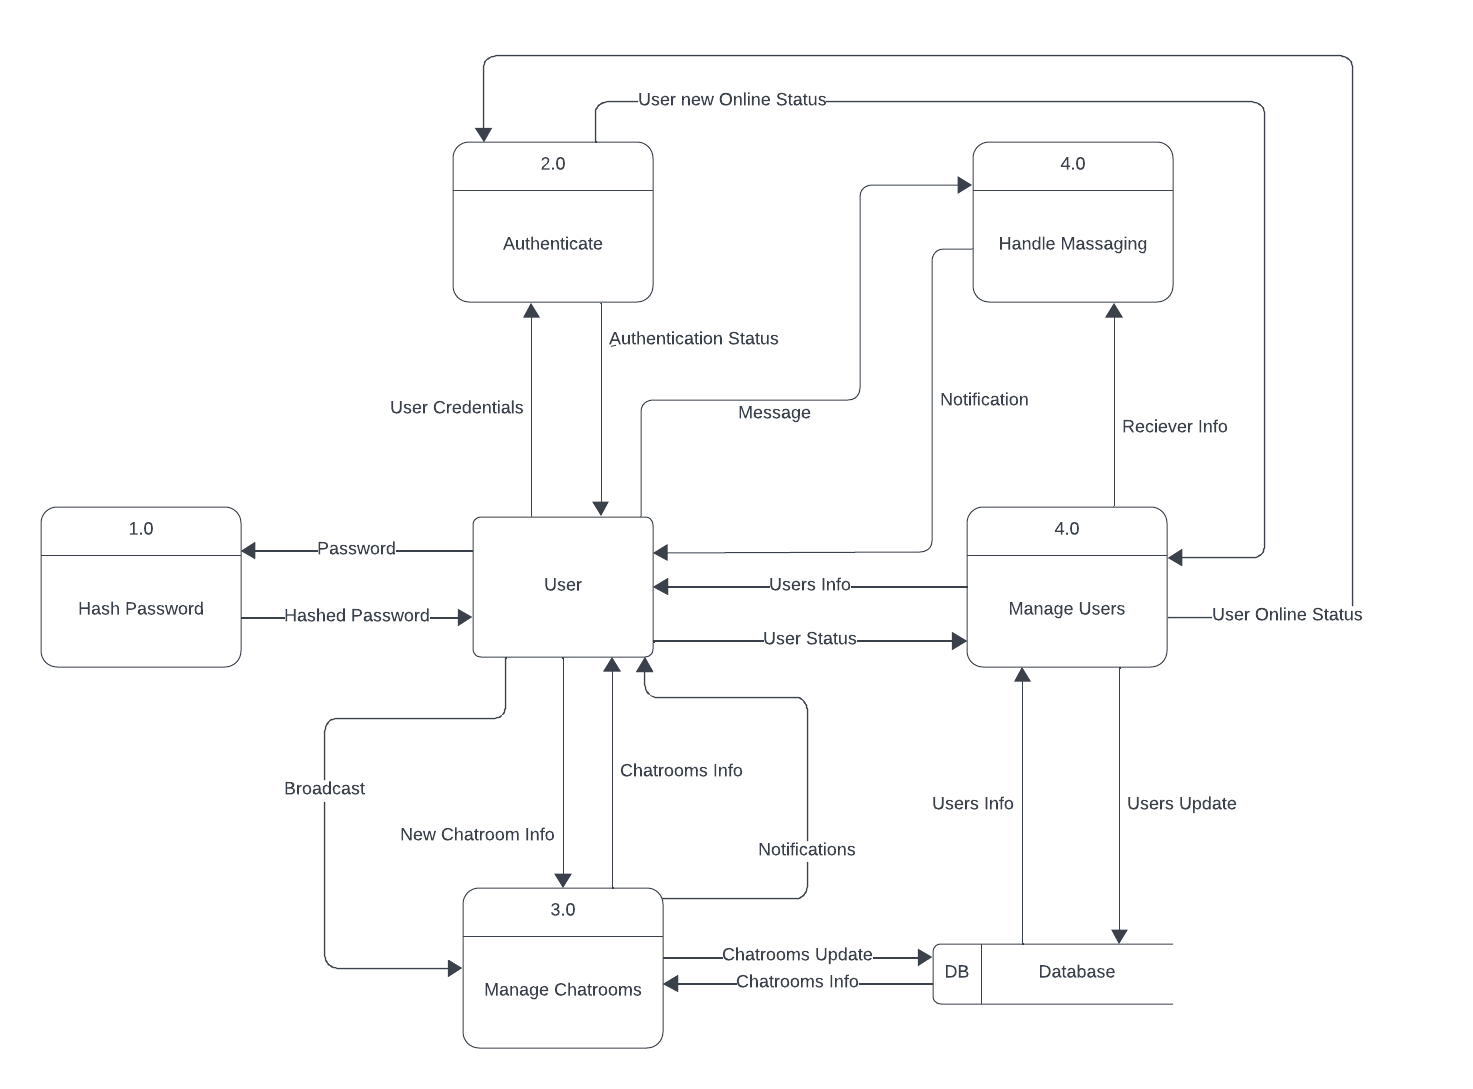 User new Online Status
2.0
Authenticate
4.0
Handle Massaging
Authentication Status
User Credentials
Message
Notification
Reciever Info
1.0
Hash Password
Password
Hashed Password
User
Users Info
User Status
4.0
Manage Users
User Online Status
Broadcast
New Chatroom Info
Chatrooms Info
Notifications
Users Info
Users Update
3.0
Manage Chatrooms
Chatrooms Update
Chatrooms Info
DB
Database